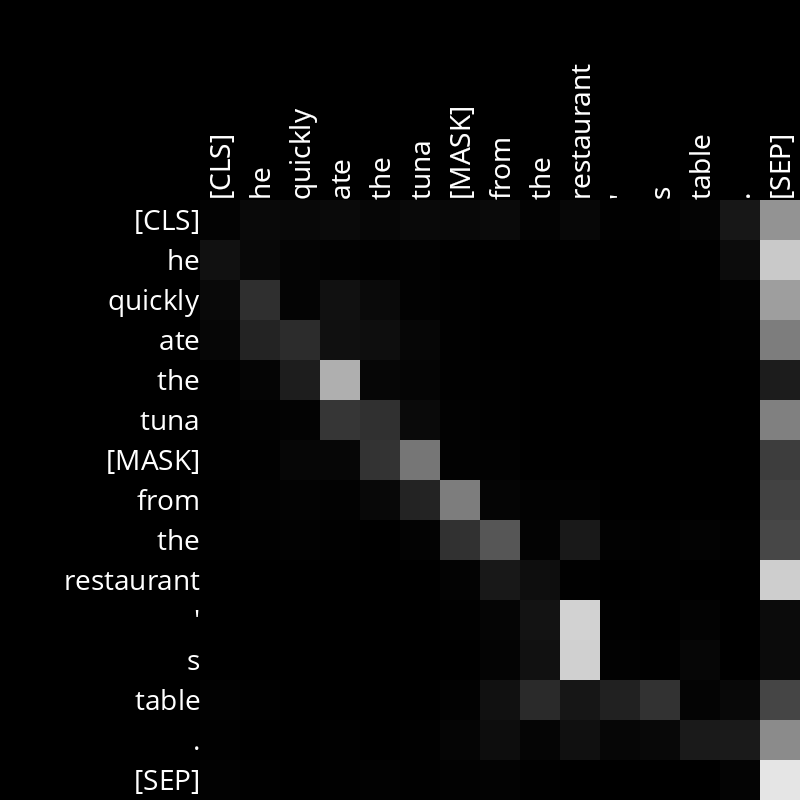 [CLS] he quickly ate the tuna [MASK] from the restaurant ' s table . [SEP]
[CLS]
he
quickly
ate
the
tuna
[MASK]
from
the
restaurant
'
s
table
.
[SEP]